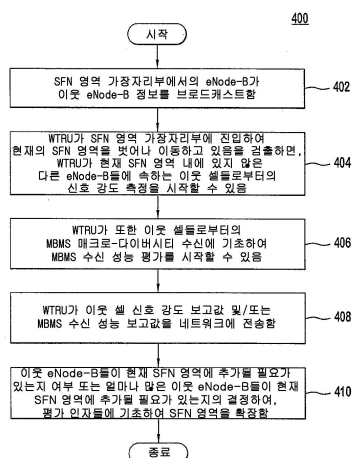 400
시작
SFN 영역 가장자리부에서의 eNode-B가
이웃 eNode-B 정보를 브로드캐스트함
402
WTRU가 SFN 영역 가장자리부에 진입하여
현재의 SFN 영역을 벗어나 이동하고 있음을 검출하면,
WTRU가 현재 SFN 영역 내에 있지 않은
다른 eNode-B들에 속하는 이웃 셀들로부터의
신호 강도 측정을 시작할 수 있음
404
WTRU가 또한 이웃 셀들로부터의
MBMS 매크로-다이버시티 수신에 기초하여
MBMS 수신 성능 평가를 시작할 수 있음
406
WTRU가 이웃 셀 신호 강도 보고값 및/또는
MBMS 수신 성능 보고값을 네트워크에 전송함
408
이웃 eNode-B들이 현재 SFN 영역에 추가될 필요가
있는지 여부 또는 얼마나 많은 이웃 eNode-B들이 현재
SFN 영역에 추가될 필요가 있는지의 결정하여,
평가 인자들에 기초하여 SFN 영역을 확장함
410
종료